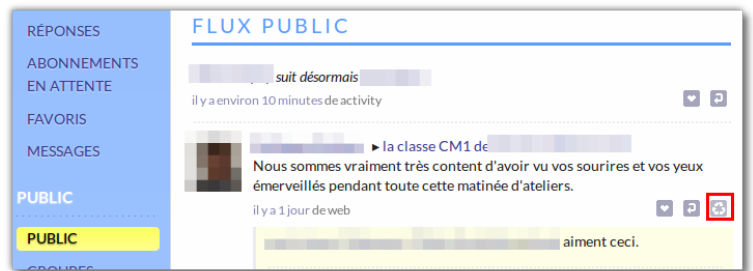 RÉPONSES
ABONNEMENTS
EN ATTENTE
FAVORIS
MESSAGES
PUBLIC
PUBLIC
GROUPES
FLUX PUBLIC
suit désormais
il y a environ 10 minutes de activity
▸ la classe CM1 de
Nous sommes vraiment très content d'avoir vu vos sourires et vos yeux
émerveillés pendant toute cette matinée d'ateliers.
il y a 1 jour de web
aiment ceci.